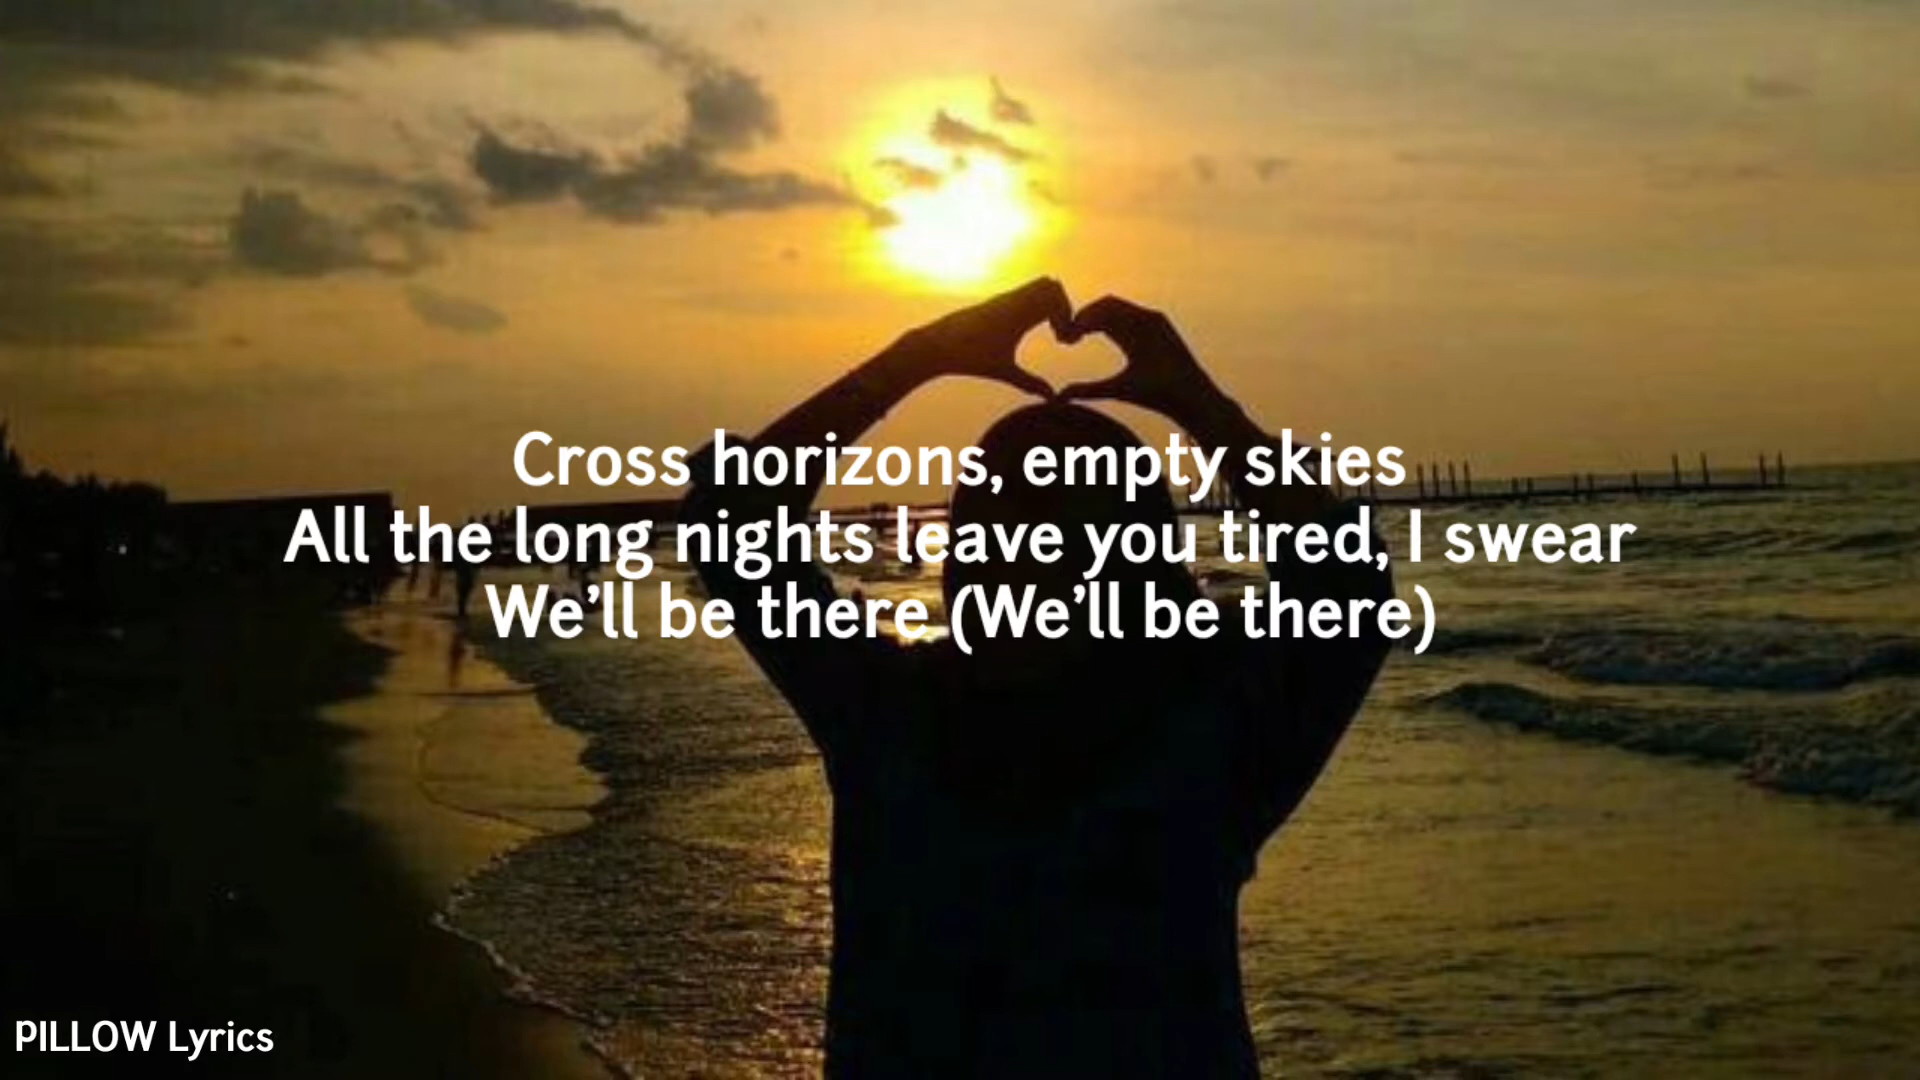 Cross horizons, empty skies
All the long nights leave you tired, I swear
We'll be there (We'll be there)
PILLOW Lyrics